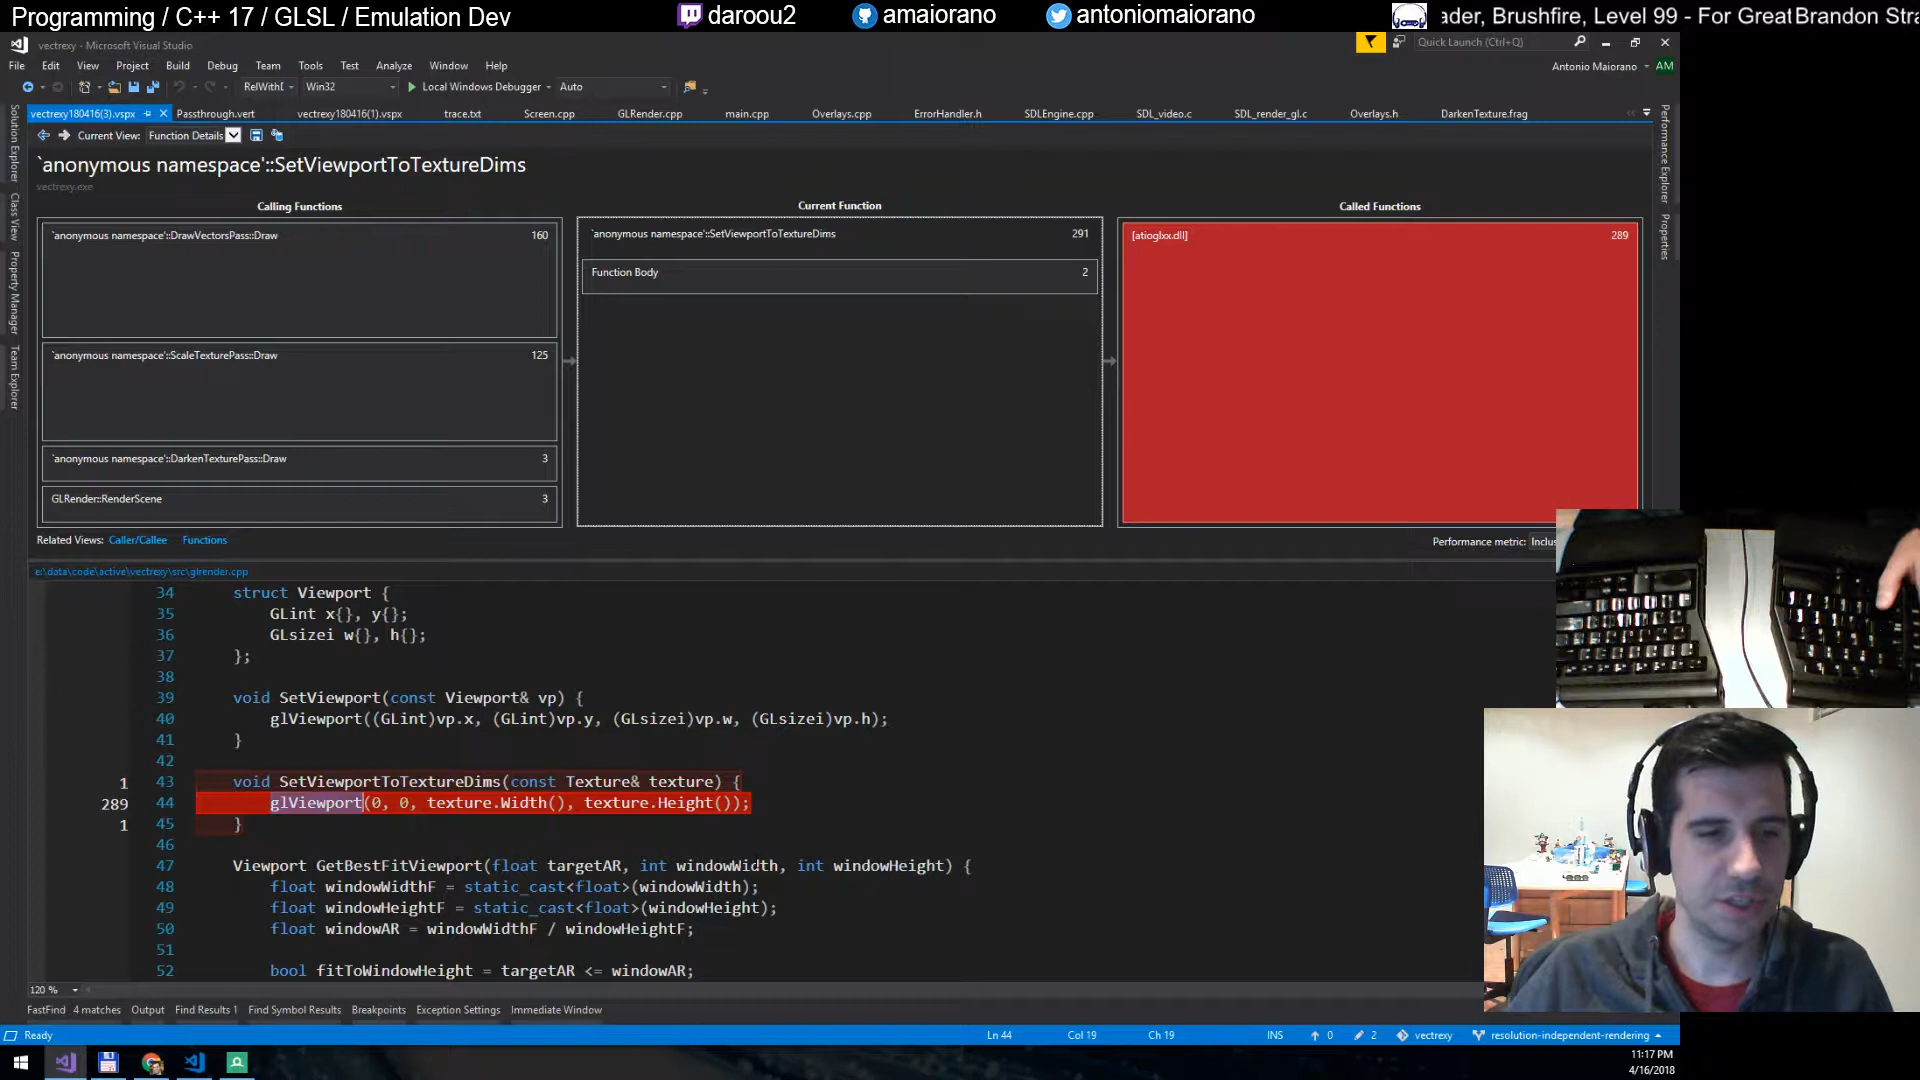 Programming / C++ 17 / GLSL / Emulation Dev
daroou2
amaiorano
antoniomaiorano
ader, Brushfire, Level 99 - For Great Brandon Stra
vectrexy - Microsoft Visual Studio
Quick Launch (Ctrl+Q)
File Edit View Project Build Debug Team Tools Test Analyze Window Help
Antonio Maiorano AM
RelWithI Win32 Local Windows Debugger Auto
vectrexy180416(3).vspx Passthrough.vert vectrexy180416(1).vspx trace.txt Screen.cpp GLRender.cpp main.cpp Overlays.cpp ErrorHandler.h SDLEngine.cpp SDL_video.c SDL_render_gl.c Overlays.h DarkenTexture.frag
Current View: Function Details
Solution Explorer
Class View
Property Manager
Team Explorer
Performance Explorer
Properties
`anonymous namespace'::SetViewportToTextureDims
vectrexy.exe
Calling Functions
Current Function
Called Functions
`anonymous namespace'::DrawVectorsPass::Draw 160
`anonymous namespace'::ScaleTexturePass::Draw 125
`anonymous namespace'::DarkenTexturePass::Draw 3
GLRender::RenderScene 3
`anonymous namespace'::SetViewportToTextureDims 291
Function Body 2
[atioglxx.dll] 289
Related Views: Caller/Callee Functions
Performance metric: Inclus
e:\data\code\active\vectrexy\src\glrender.cpp
34 struct Viewport {
35 GLint x{}, y{};
36 GLsizei w{}, h{};
37 };
38
39 void SetViewport(const Viewport& vp) {
40 glViewport((GLint)vp.x, (GLint)vp.y, (GLsizei)vp.w, (GLsizei)vp.h);
41 }
42
1 43 void SetViewportToTextureDims(const Texture& texture) {
289 44 glViewport(0, 0, texture.Width(), texture.Height());
1 45 }
46
47 Viewport GetBestFitViewport(float targetAR, int windowWidth, int windowHeight) {
48 float windowWidthF = static_cast<float>(windowWidth);
49 float windowHeightF = static_cast<float>(windowHeight);
50 float windowAR = windowWidthF / windowHeightF;
51
52 bool fitToWindowHeight = targetAR <= windowAR;
120 %
FastFind 4 matches Output Find Results 1 Find Symbol Results Breakpoints Exception Settings Immediate Window
Ready Ln 44 Col 19 Ch 19 INS 0 2 vectrexy resolution-independent-rendering
11:17 PM
4/16/2018